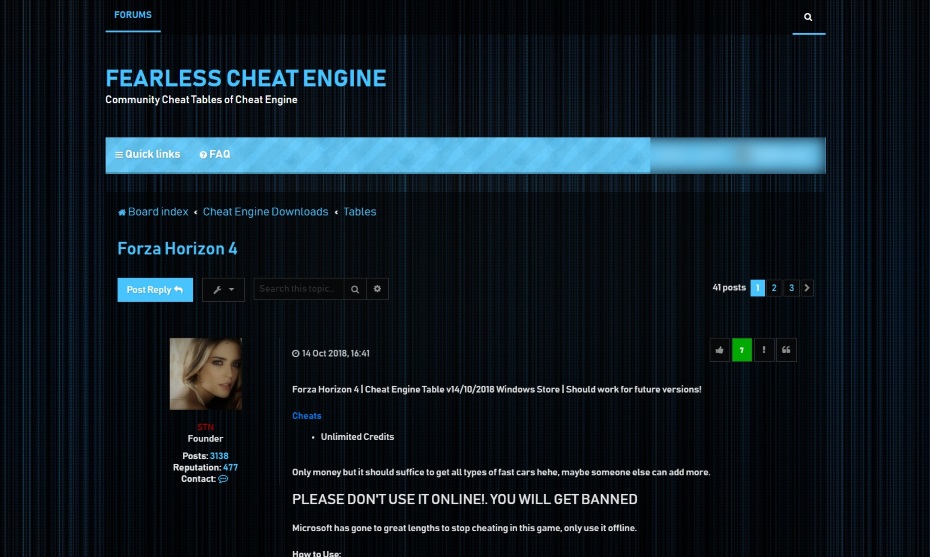 FORUMS
FEARLESS CHEAT ENGINE
Community Cheat Tables of Cheat Engine
Quick links FAQ
Board index ‹ Cheat Engine Downloads ‹ Tables
Forza Horizon 4
Post Reply Search this topic... 41 posts 1 2 3
14 Oct 2018, 16:41
Forza Horizon 4 | Cheat Engine Table v14/10/2018 Windows Store | Should work for future versions!
Cheats
• Unlimited Credits
STN
Founder
Posts: 3138
Reputation: 477
Contact:
Only money but it should suffice to get all types of fast cars hehe, maybe someone else can add more.
PLEASE DON'T USE IT ONLINE!. YOU WILL GET BANNED
Microsoft has gone to great lengths to stop cheating in this game, only use it offline.
How to Use: